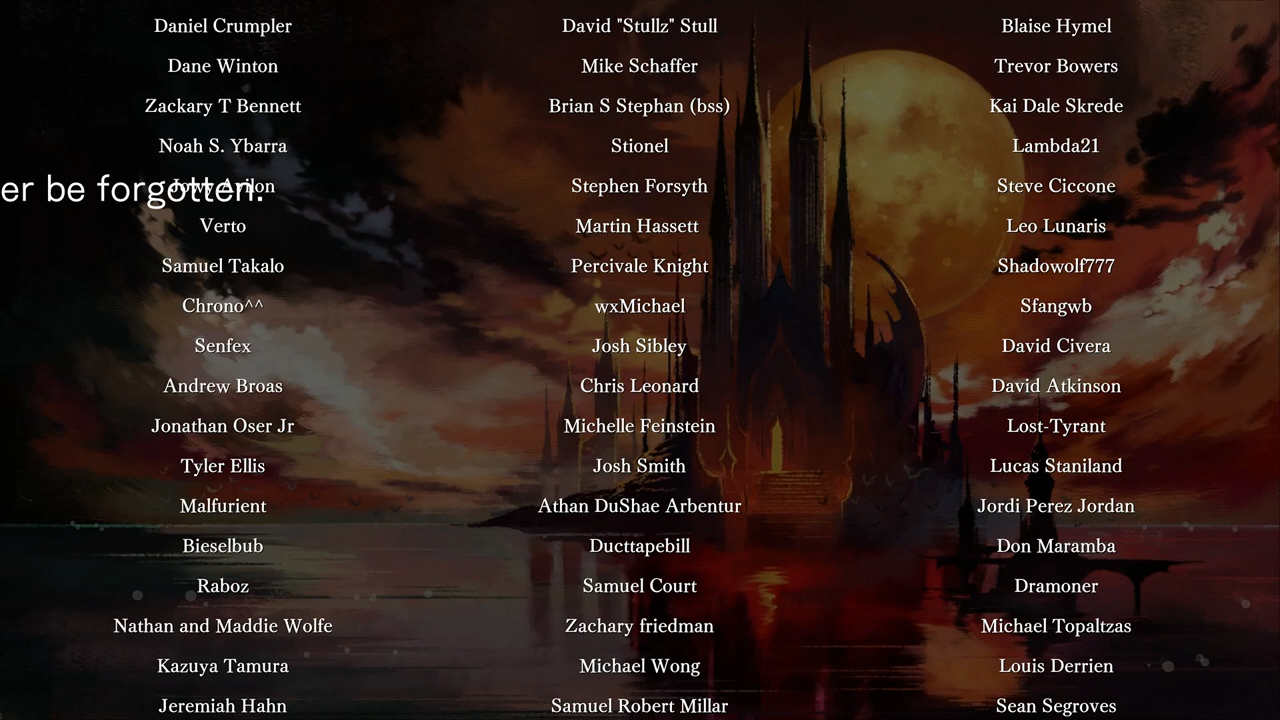 Daniel Crumpler David "Stullz" Stull Blaise Hymel
Dane Winton Mike Schaffer Trevor Bowers
Zackary T Bennett Brian S Stephan (bss) Kai Dale Skrede
Noah S. Ybarra Stionel Lambda21
er be forgotten.
Stephen Forsyth Steve Ciccone
Verto Martin Hassett Leo Lunaris
Samuel Takalo Percivale Knight Shadowolf777
Chrono^^ wxMichael Sfangwb
Senfex Josh Sibley David Civera
Andrew Broas Chris Leonard David Atkinson
Jonathan Oser Jr Michelle Feinstein Lost-Tyrant
Tyler Ellis Josh Smith Lucas Staniland
Malfurient Athan DuShae Arbentur Jordi Perez Jordan
Bieselbub Ducttapebill Don Maramba
Raboz Samuel Court Dramoner
Nathan and Maddie Wolfe Zachary friedman Michael Topaltzas
Kazuya Tamura Michael Wong Louis Derrien
Jeremiah Hahn Samuel Robert Millar Sean Segroves